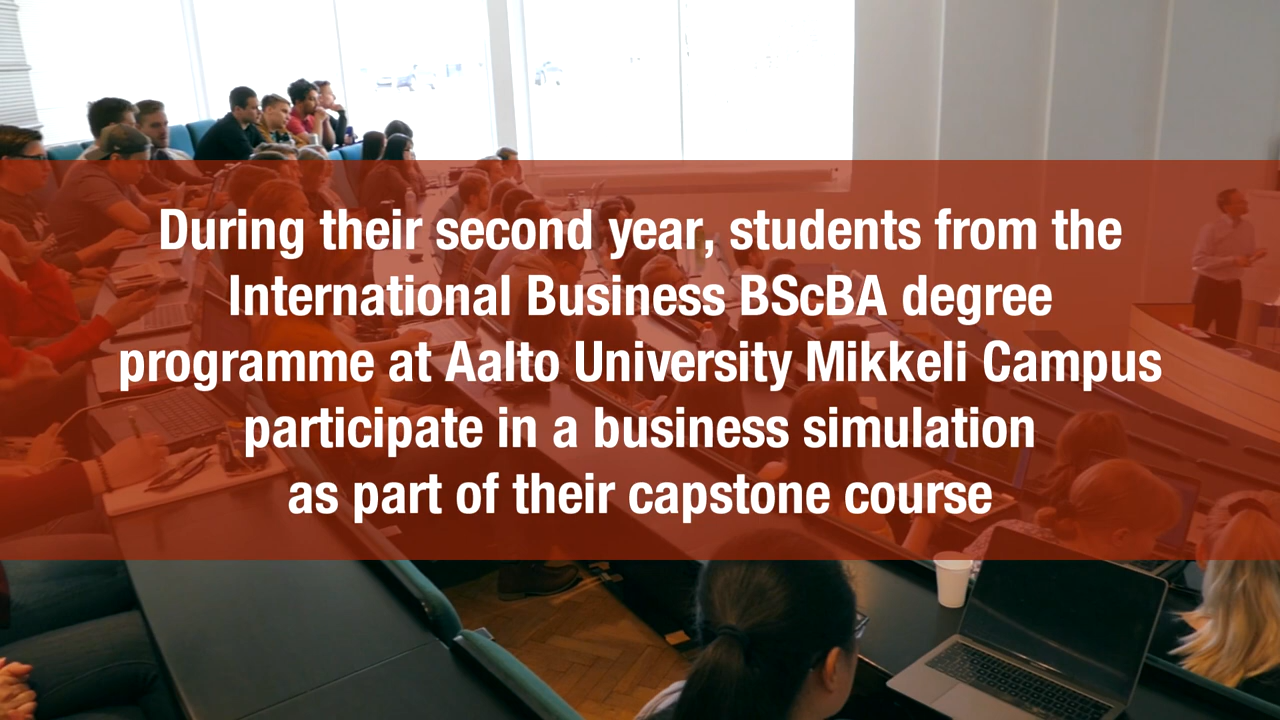 During their second year, students from the
International Business BScBA degree
programme at Aalto University Mikkeli Campus
participate in a business simulation
as part of their capstone course